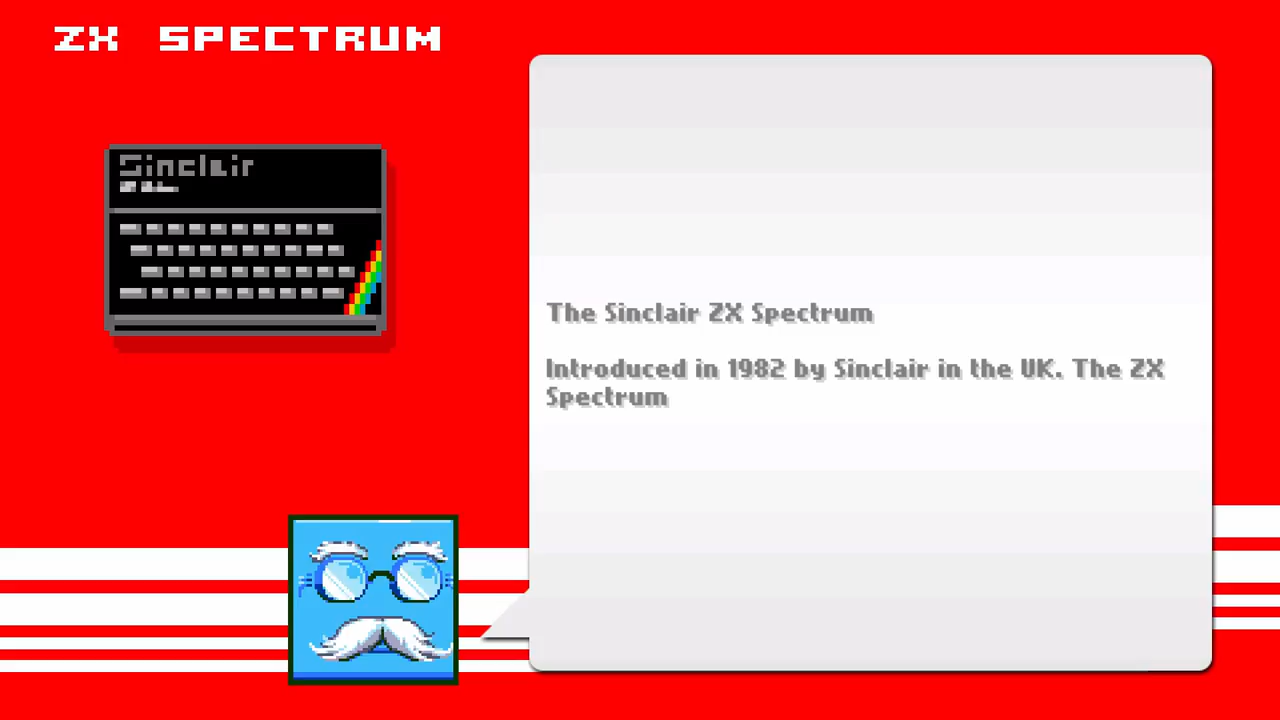 ZX SPECTRUM
Sinclair
The Sinclair ZX Spectrum
Introduced in 1982 by Sinclair in the UK. The ZX
Spectrum